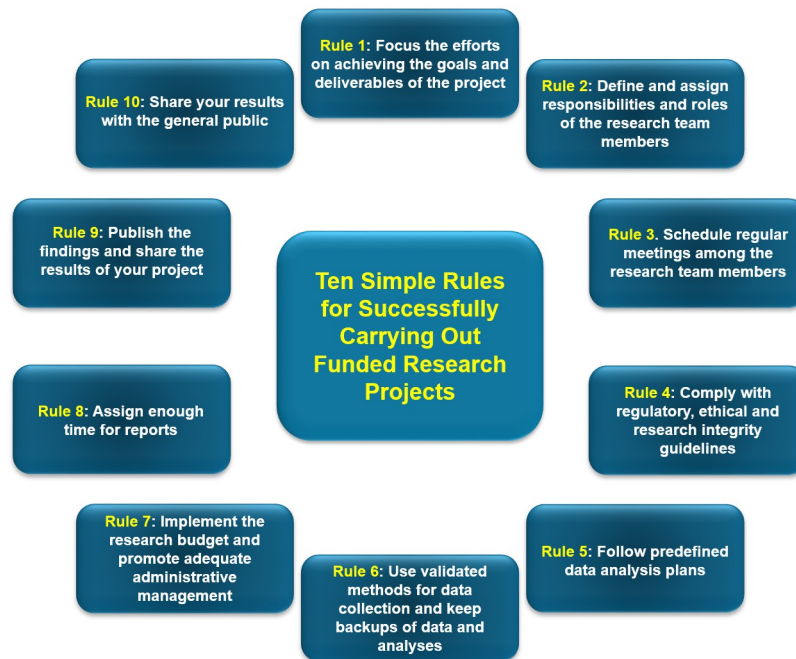 Ten Simple Rules
for Successfully
Carrying Out
Funded Research
Projects
Rule 1: Focus the efforts
on achieving the goals and
deliverables of the project
Rule 2: Define and assign
responsibilities and roles
of the research team
members
Rule 3. Schedule regular
meetings among the
research team members
Rule 4: Comply with
regulatory, ethical and
research integrity
guidelines
Rule 5: Follow predefined
data analysis plans
Rule 6: Use validated
methods for data
collection and keep
backups of data and
analyses
Rule 7: Implement the
research budget and
promote adequate
administrative
management
Rule 8: Assign enough
time for reports
Rule 9: Publish the
findings and share the
results of your project
Rule 10: Share your results
with the general public